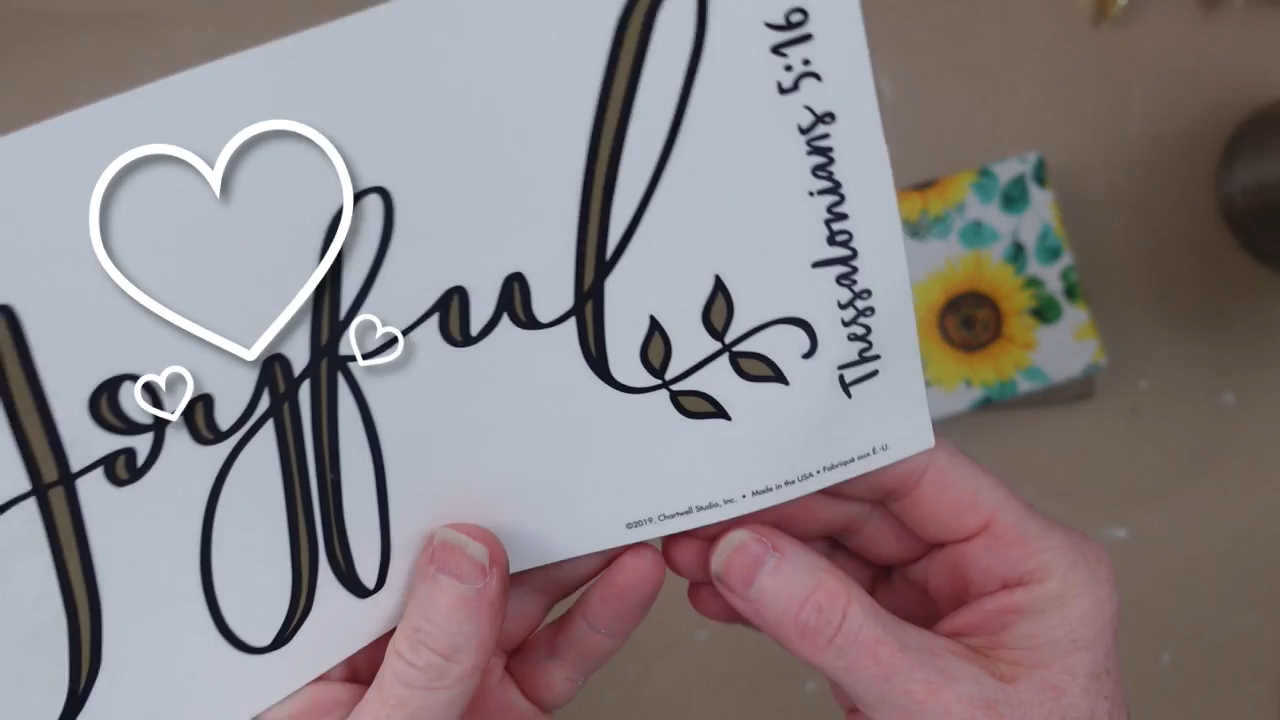 Joyful
Thessalonians 5:16
©2019, Chartwell Studio, Inc. • Made in the USA • Fabriqué aux É.-U.